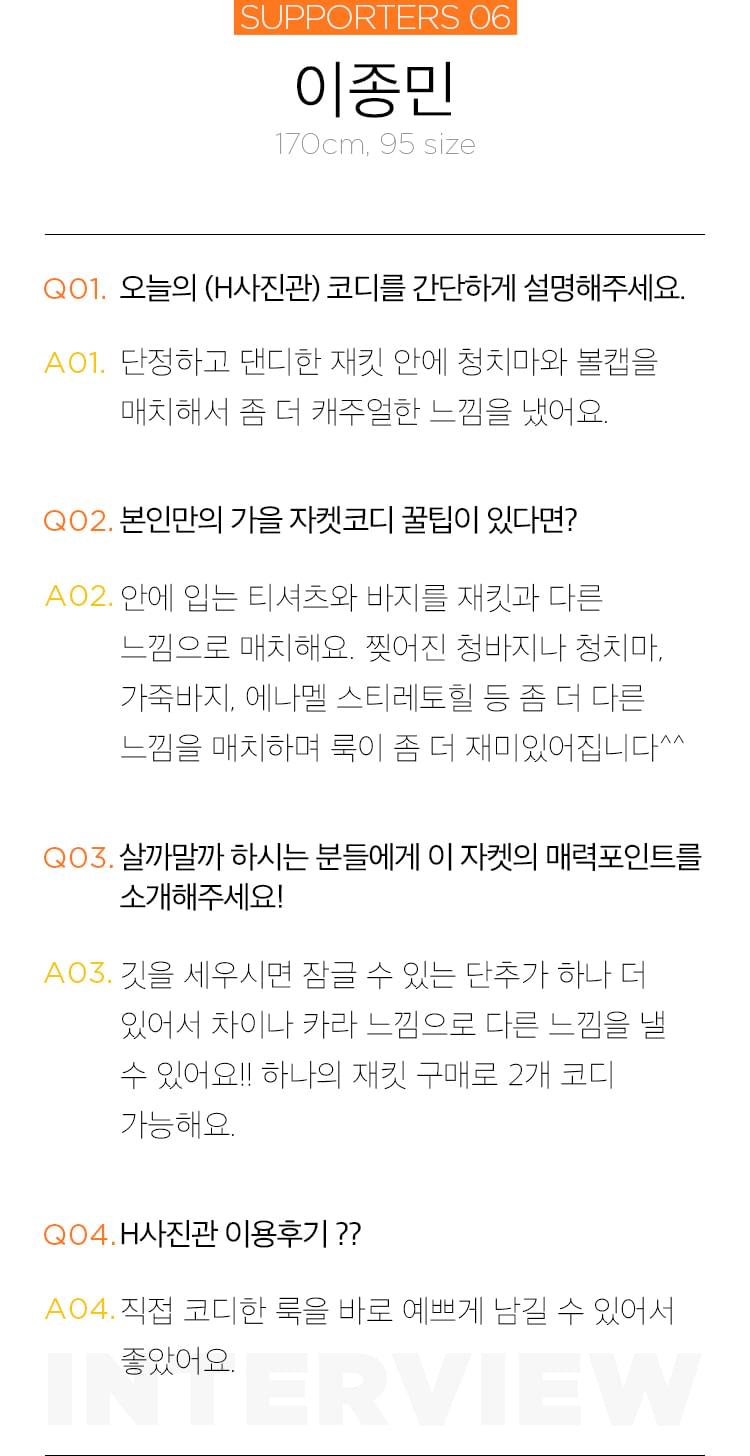 SUPPORTERS 06
이종민
170cm, 95 size
Q01. 오늘의 (H사진관) 코디를 간단하게 설명해주세요.
A01. 단정하고 댄디한 재킷 안에 청치마와 볼캡을
매치해서 좀 더 캐주얼한 느낌을 냈어요.
Q02. 본인만의 가을 자켓코디 꿀팁이 있다면?
A02. 안에 입는 티셔츠와 바지를 재킷과 다른
느낌으로 매치해요. 찢어진 청바지나 청치마,
가죽바지, 에나멜 스티레토힐 등 좀 더 다른
느낌을 매치하며 룩이 좀 더 재미있어집니다^^
Q03. 살까말까 하시는 분들에게 이 자켓의 매력포인트를
소개해주세요!
A03. 깃을 세우시면 잠글 수 있는 단추가 하나 더
있어서 차이나 카라 느낌으로 다른 느낌을 낼
수 있어요!! 하나의 재킷 구매로 2개 코디
가능해요.
Q04. H사진관 이용후기 ??
A04. 직접 코디한 룩을 바로 예쁘게 남길 수 있어서
좋았어요.
INTERVIEW